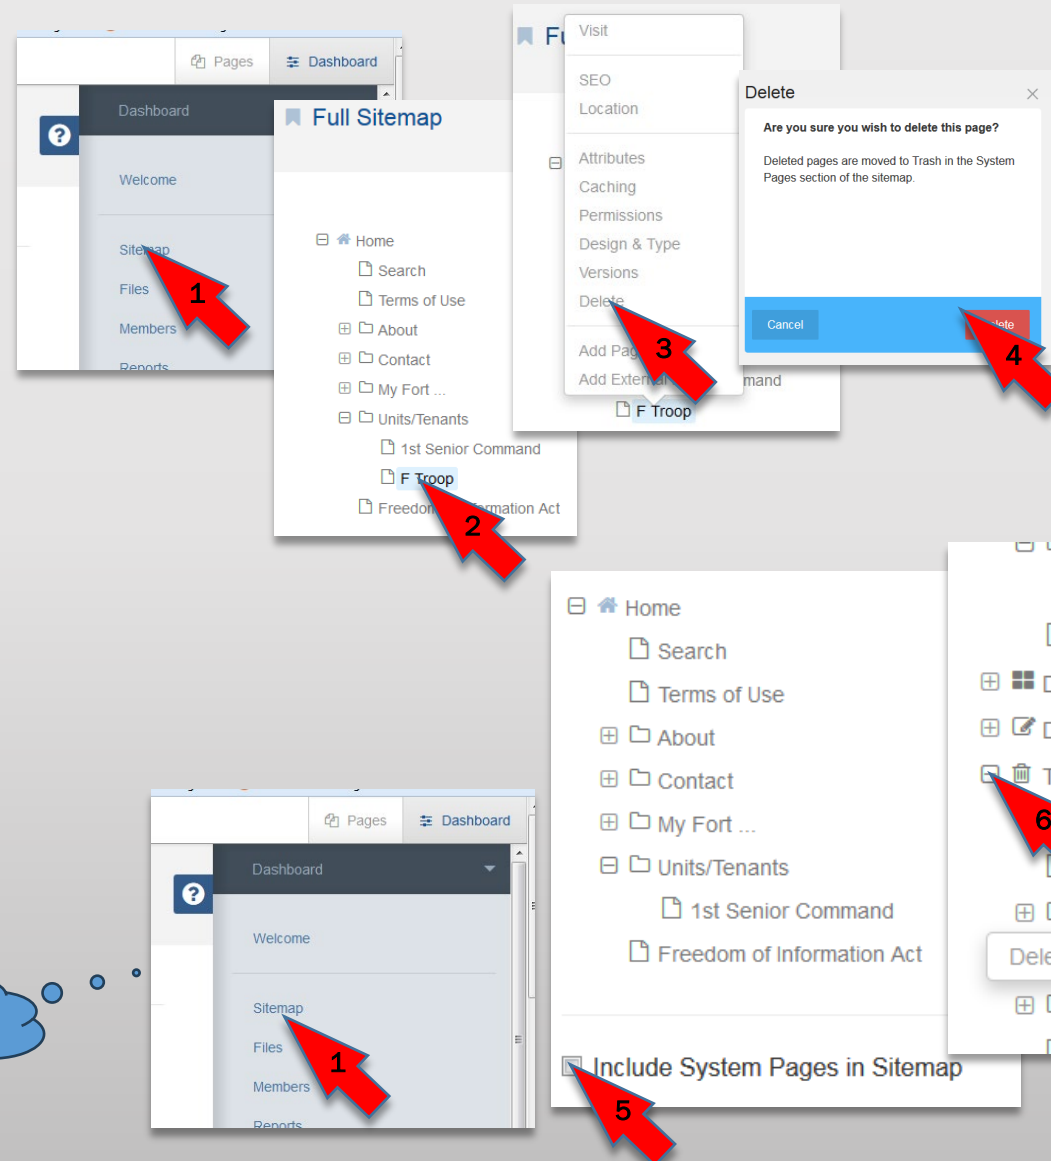 Pages Dashboard
Dashboard
Welcome
Sitemap
Files
Members
Reports
1
Full Sitemap
Home
Search
Terms of Use
About
Contact
My Fort ...
Units/Tenants
1st Senior Command
F Troop
Act
2
Visit
SEO
Location
Attributes
Caching
Permissions
Design & Type
Versions
Delete
Add
Add
F Troop
3
Delete
Are you sure you wish to delete this page?
Deleted pages are moved to Trash in the System
Pages section of the sitemap.
Cancel
4
Home
Search
Terms of Use
About
Contact
My Fort ...
Units/Tenants
1st Senior Command
Freedom of Information Act
Include System Pages in Sitemap
5
6
Pages Dashboard
Dashboard
Welcome
Sitemap
Files
Members
Reports
1